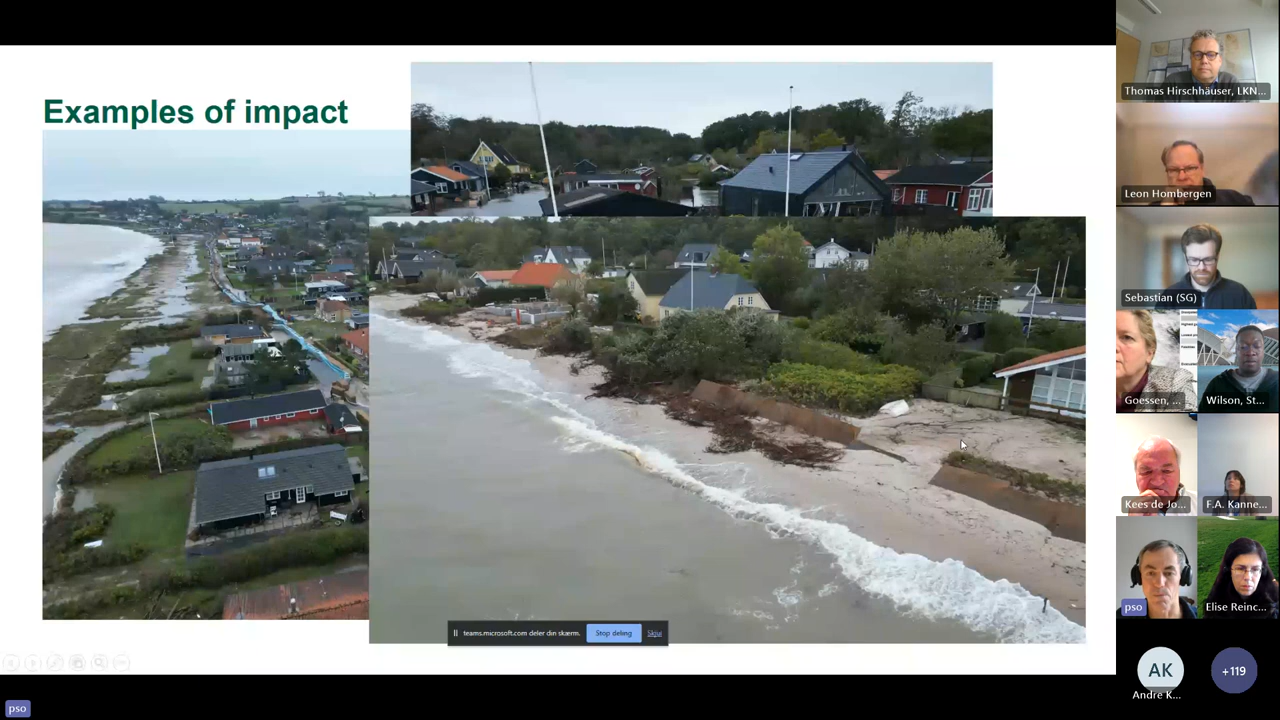 Examples of impact
teams.microsoft.com deler din skærm.
Stop deling
Skjul
pso
Thomas Hirschhäuser, LKN...
Leon Hombergen
Sebastian (SG)
Goessen, ...
Wilson, St...
Kees de Jo...
F.A. Kanne...
pso
Elise Reinc...
AK
Andre K...
+119